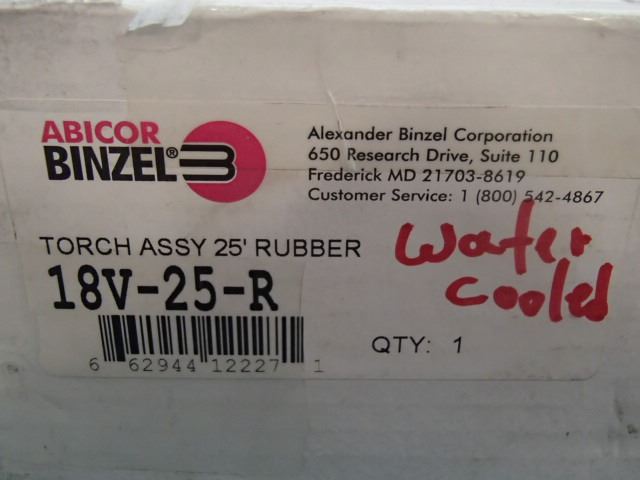 ABICOR
BINZEL®
Alexander Binzel Corporation
650 Research Drive, Suite 110
Frederick MD 21703-8619
Customer Service: 1 (800) 542-4867
TORCH ASSY 25' RUBBER
18V-25-R
Water
cooled
6 62944 12227 1
QTY: 1